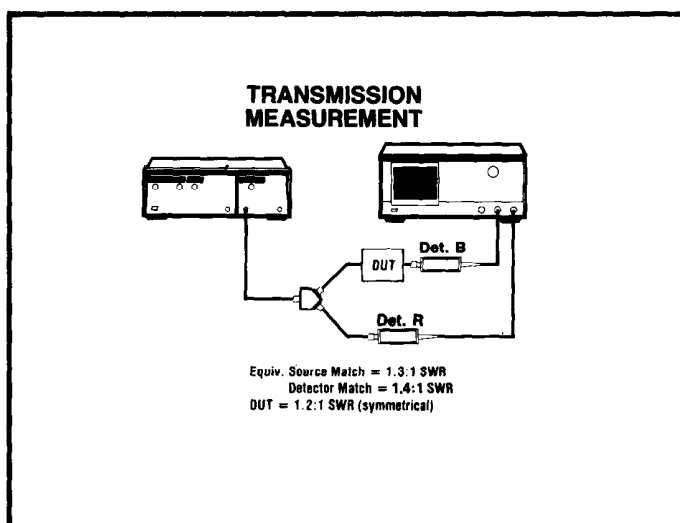 TRANSMISSION
MEASUREMENT
DUT
Det. B
Det. R
Equiv. Source Match = 1.3:1 SWR
Detector Match = 1.4:1 SWR
DUT = 1.2:1 SWR (symmetrical)